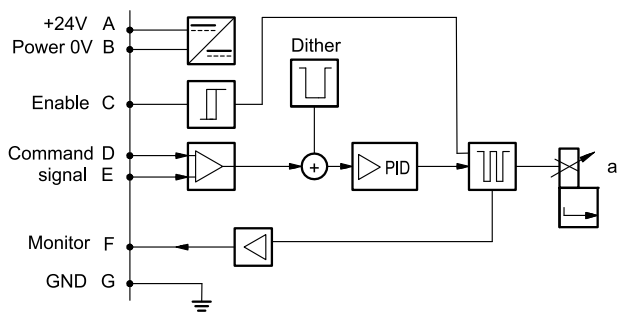 +24V A
Power 0V B
Dither
Enable C
Command D
signal E
PID
a
Monitor F
GND G